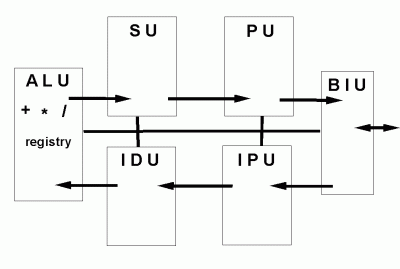 S U
P U
A L U
+ * /
registry
B I U
I D U
I P U